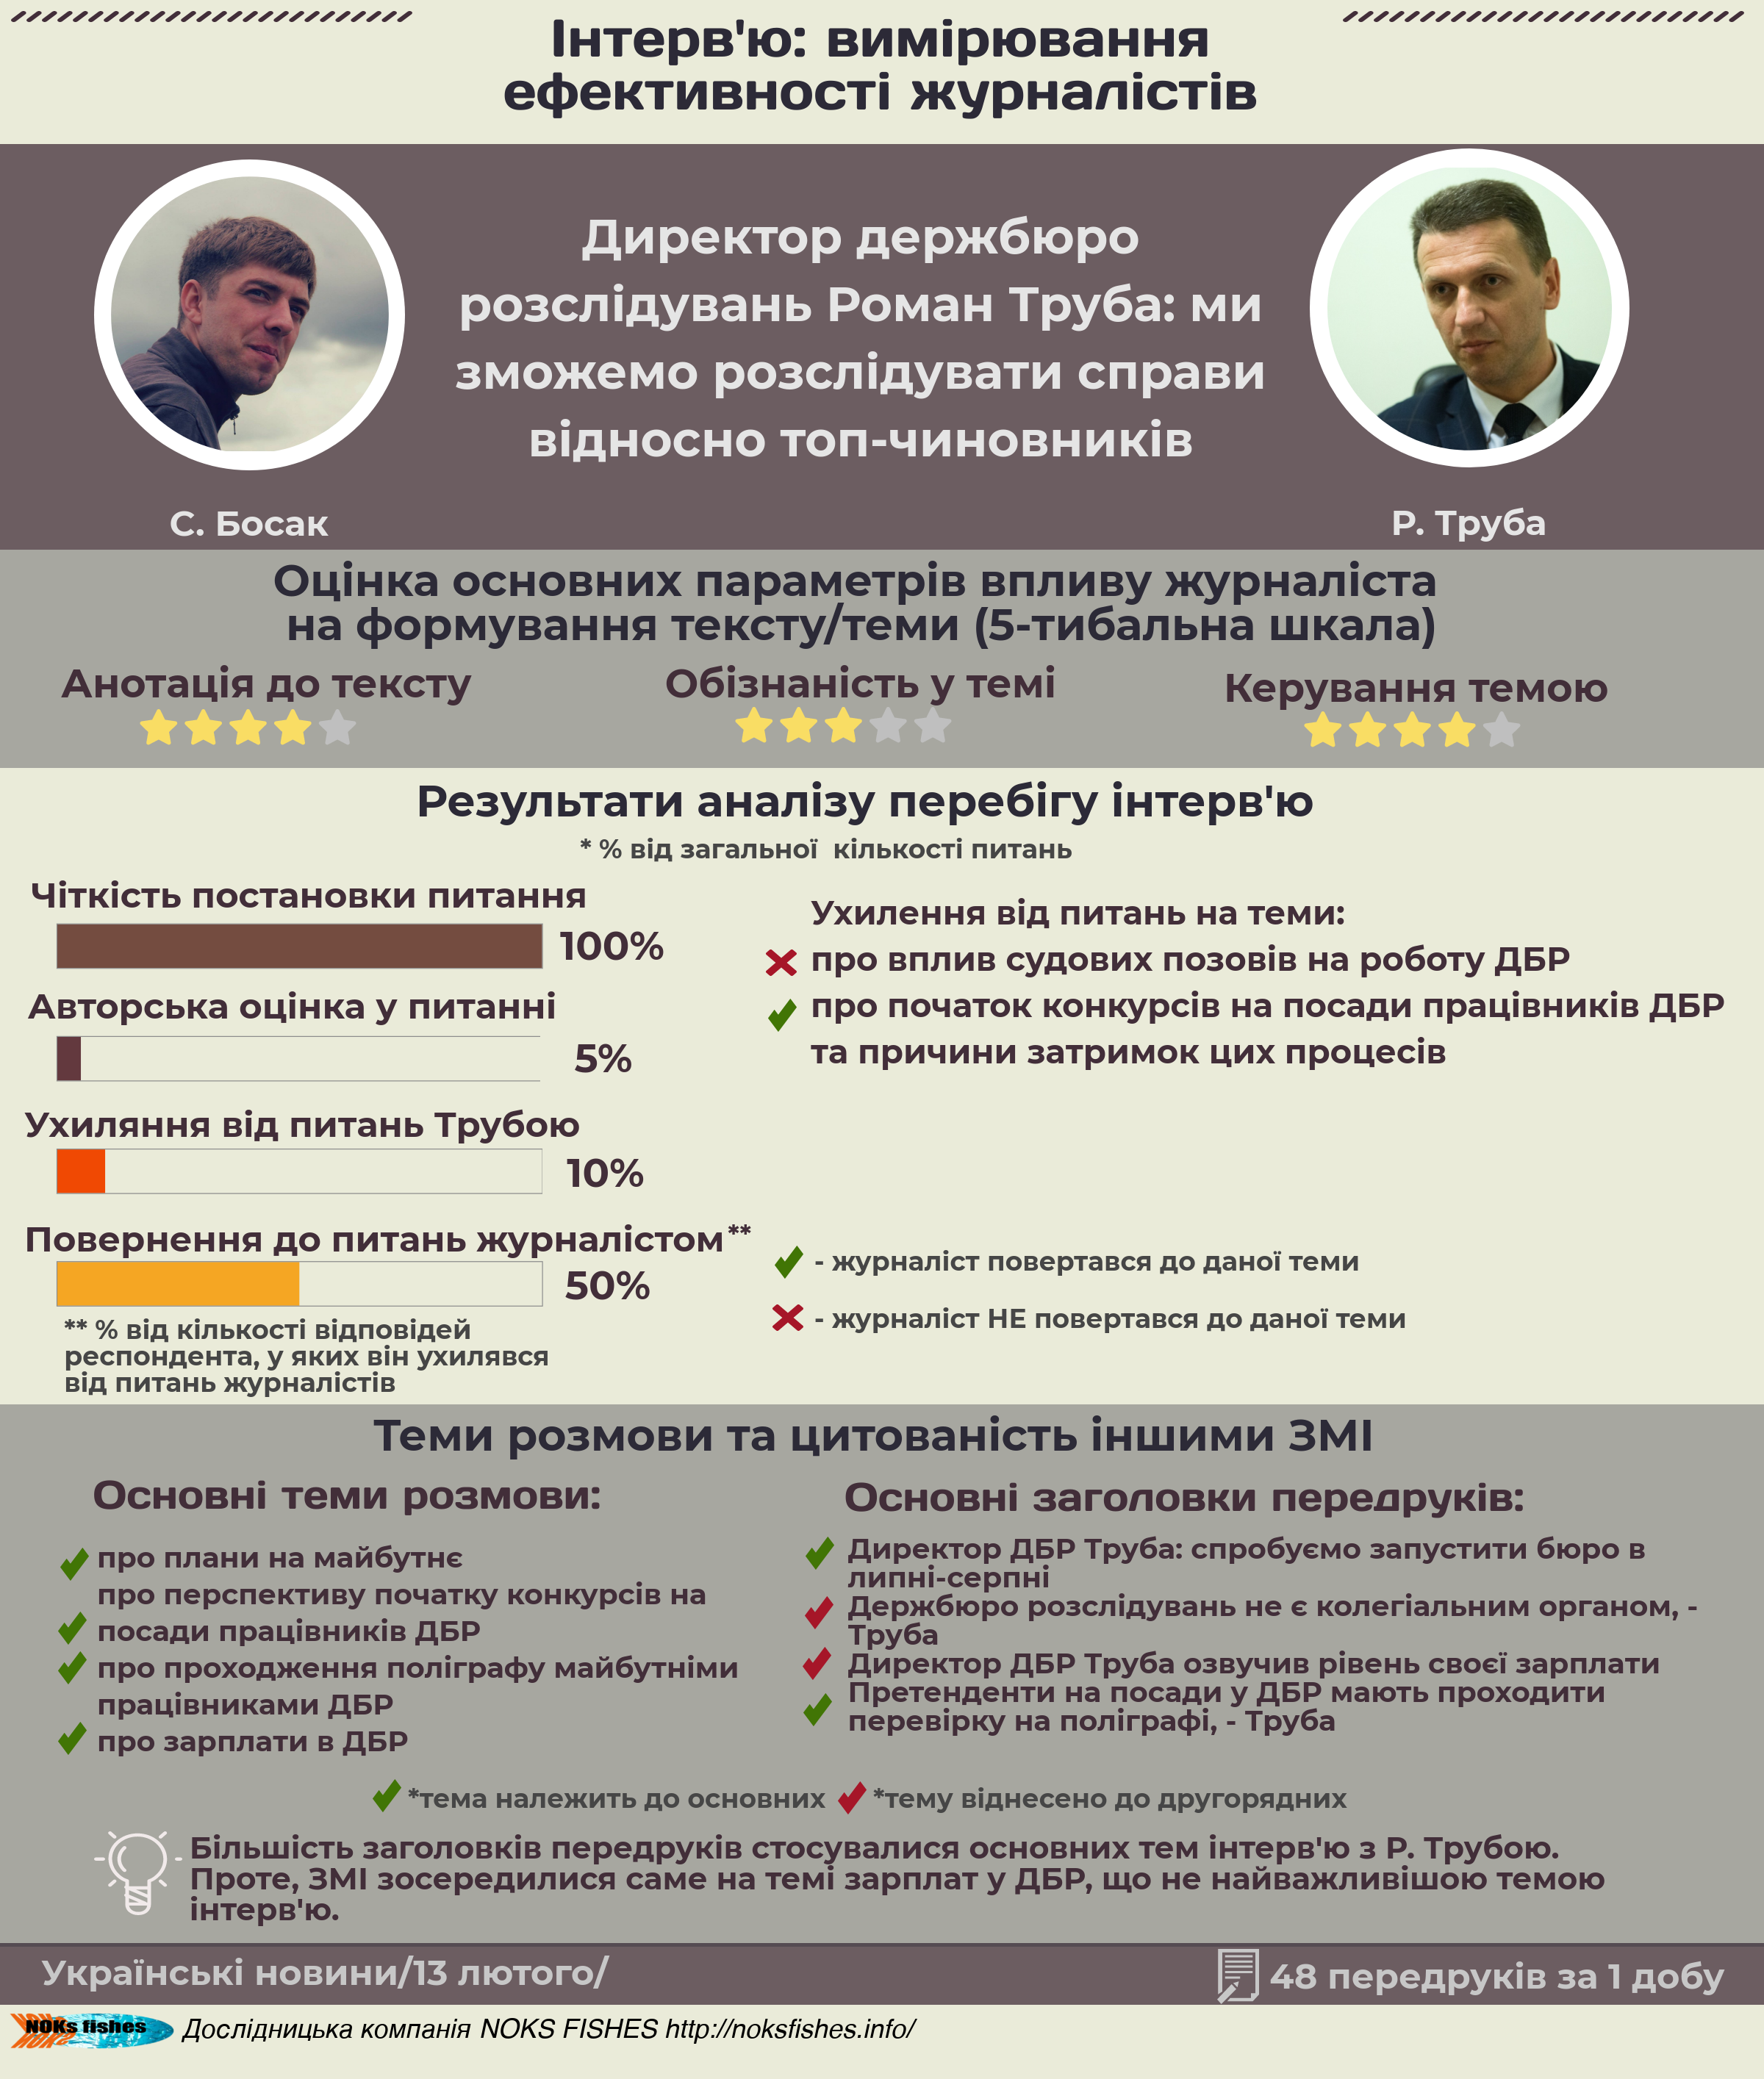 Інтерв'ю: вимірювання
ефективності журналістів
Директор держбюро
розслідувань Роман Труба: ми
зможемо розслідувати справи
відносно топ-чиновників
С. Босак
Р. Труба
Оцінка основних параметрів впливу журналіста
на формування тексту/теми (5-тибальна шкала)
Анотація до тексту
Обізнаність у темі
Керування темою
Результати аналізу перебігу інтерв'ю
* % від загальної кількості питань
Чіткість постановки питання
100%
Авторська оцінка у питанні
5%
Ухиляння від питань Трубою
10%
Повернення до питань журналістом**
50%
** % від кількості відповідей
респондента, у яких він ухилявся
від питань журналістів
Ухилення від питань на теми:
про вплив судових позовів на роботу ДБР
про початок конкурсів на посади працівників ДБР
та причини затримок цих процесів
- журналіст повертався до даної теми
- журналіст НЕ повертався до даної теми
Теми розмови та цитованість іншими ЗМІ
Основні теми розмови:
про плани на майбутнє
про перспективу початку конкурсів на
посади працівників ДБР
про проходження поліграфу майбутніми
працівниками ДБР
про зарплати в ДБР
Основні заголовки передруків:
Директор ДБР Труба: спробуємо запустити бюро в
липні-серпні
Держбюро розслідувань не є колегіальним органом, -
Труба
Директор ДБР Труба озвучив рівень своєї зарплати
Претенденти на посади у ДБР мають проходити
перевірку на поліграфі, - Труба
*тема належить до основних
*тему віднесено до другорядних
Більшість заголовків передруків стосувалися основних тем інтерв'ю з Р. Трубою.
Проте, ЗМІ зосередилися саме на темі зарплат у ДБР, що не найважливішою темою
інтерв'ю.
Українські новини/13 лютого/
48 передруків за 1 добу
NOKs fishes
Дослідницька компанія NOKS FISHES http://noksfishes.info/